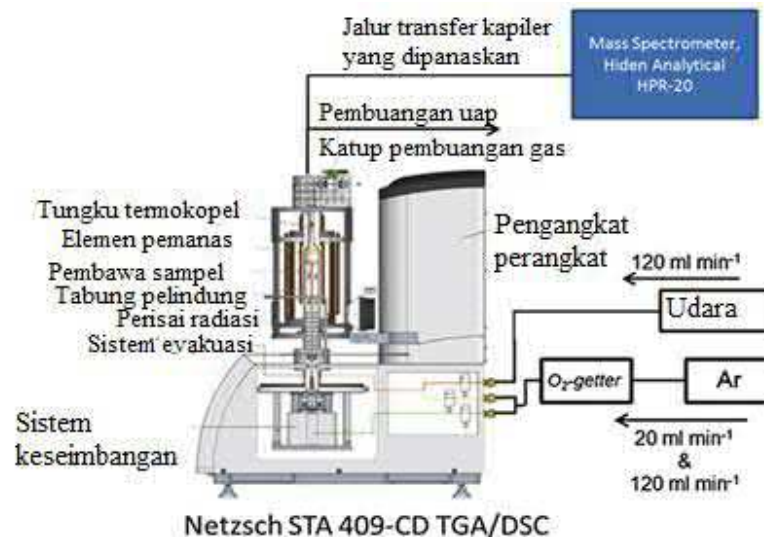 Jalur transfer kapiler
yang dipanaskan
Mass Spectrometer,
Hiden Analytical
HPR-20
Pembuangan uap
Katup pembuangan gas
Tungku termokopel
Elemen pemanas
Pembawa sampel
Tabung pelindung
Perisai radiasi
Sistem evakuasi
Sistem
keseimbangan
Pengangkat
perangkat
120 ml min⁻¹
Udara
O₂-getter
Ar
20 ml min⁻¹
&
120 ml min⁻¹
Netzsch STA 409-CD TGA/DSC